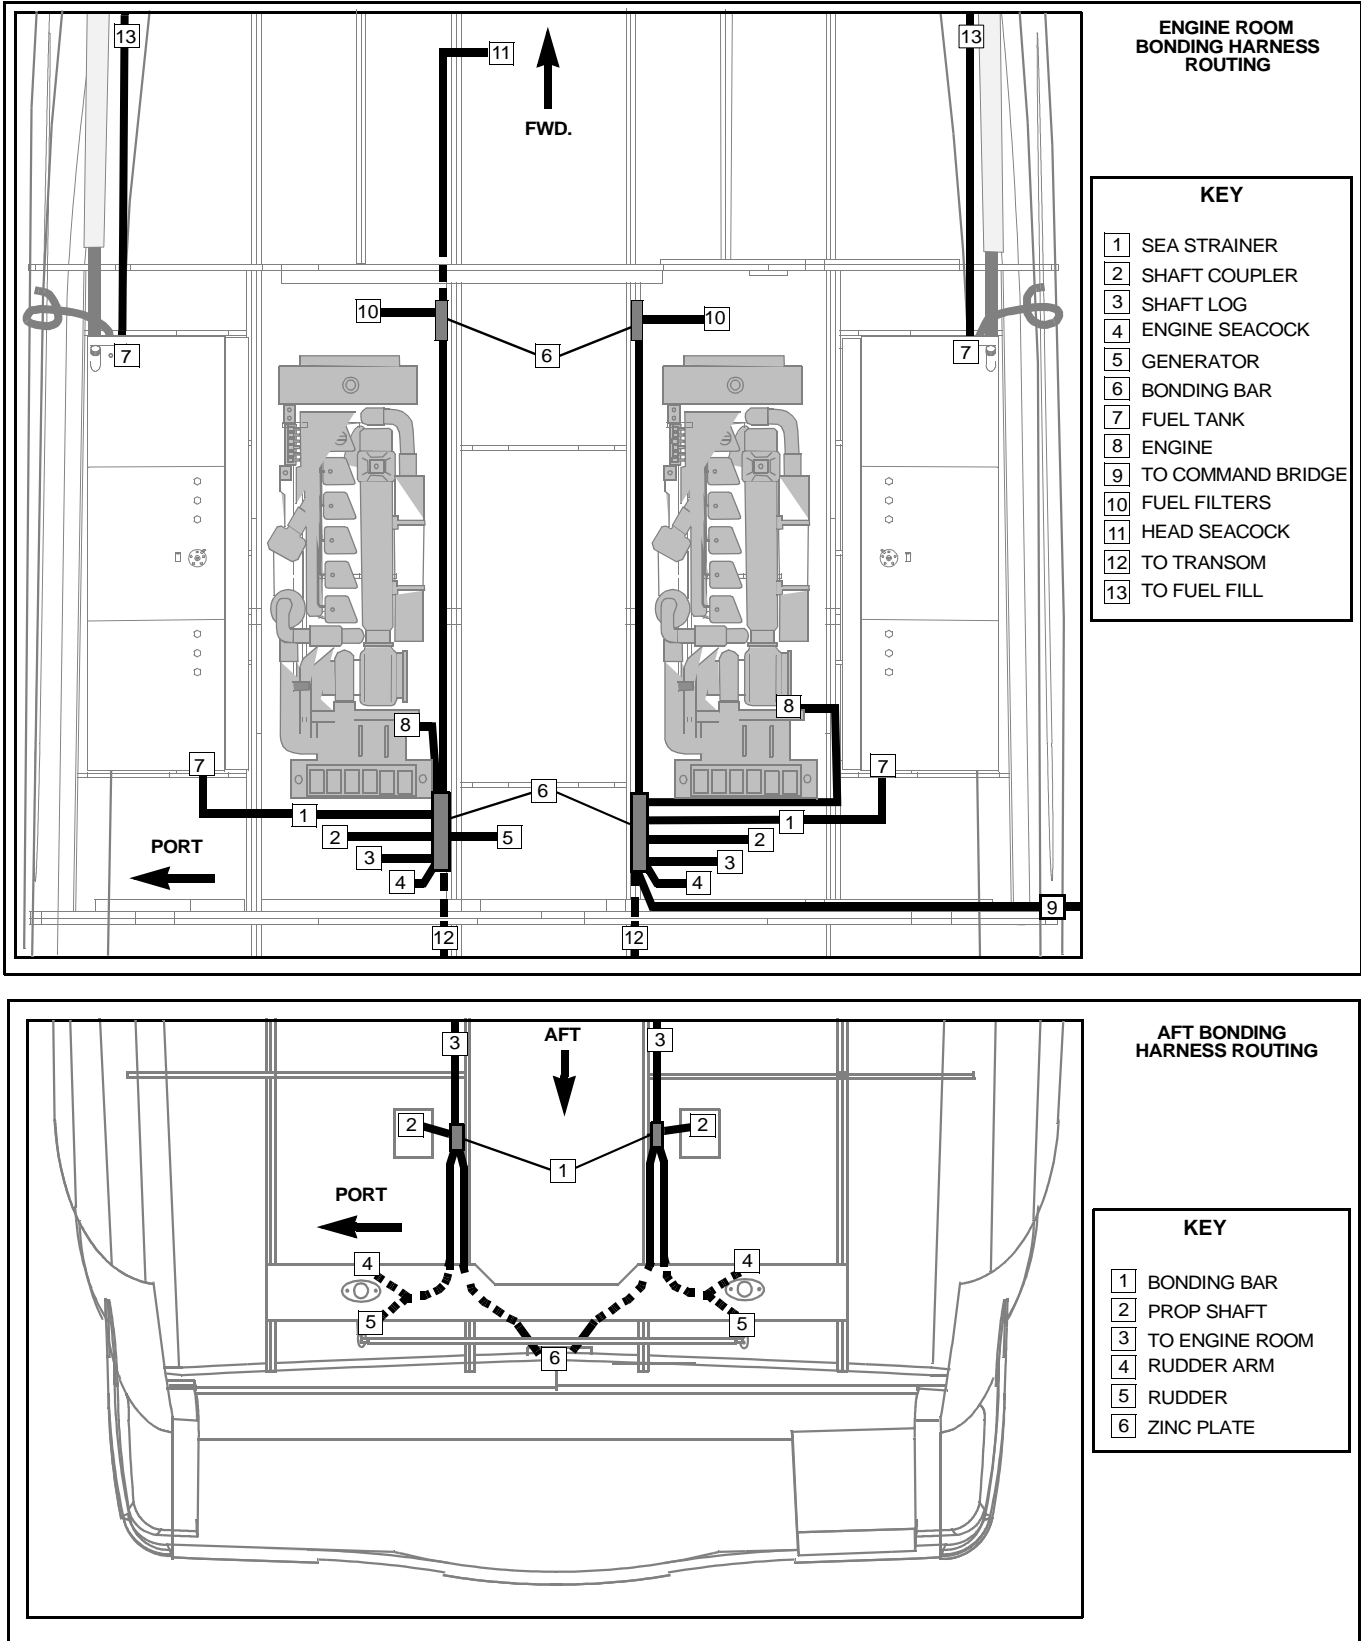 13
11
13
FWD.
ENGINE ROOM
BONDING HARNESS
ROUTING
10
10
6
7
7
8
8
7
7
6
1
1
2
5
2
3
3
4
4
PORT
9
12
12
KEY
1 SEA STRAINER
2 SHAFT COUPLER
3 SHAFT LOG
4 ENGINE SEACOCK
5 GENERATOR
6 BONDING BAR
7 FUEL TANK
8 ENGINE
9 TO COMMAND BRIDGE
10 FUEL FILTERS
11 HEAD SEACOCK
12 TO TRANSOM
13 TO FUEL FILL
AFT BONDING
HARNESS ROUTING
3
AFT
3
2
2
1
PORT
4
4
5
5
6
KEY
1 BONDING BAR
2 PROP SHAFT
3 TO ENGINE ROOM
4 RUDDER ARM
5 RUDDER
6 ZINC PLATE